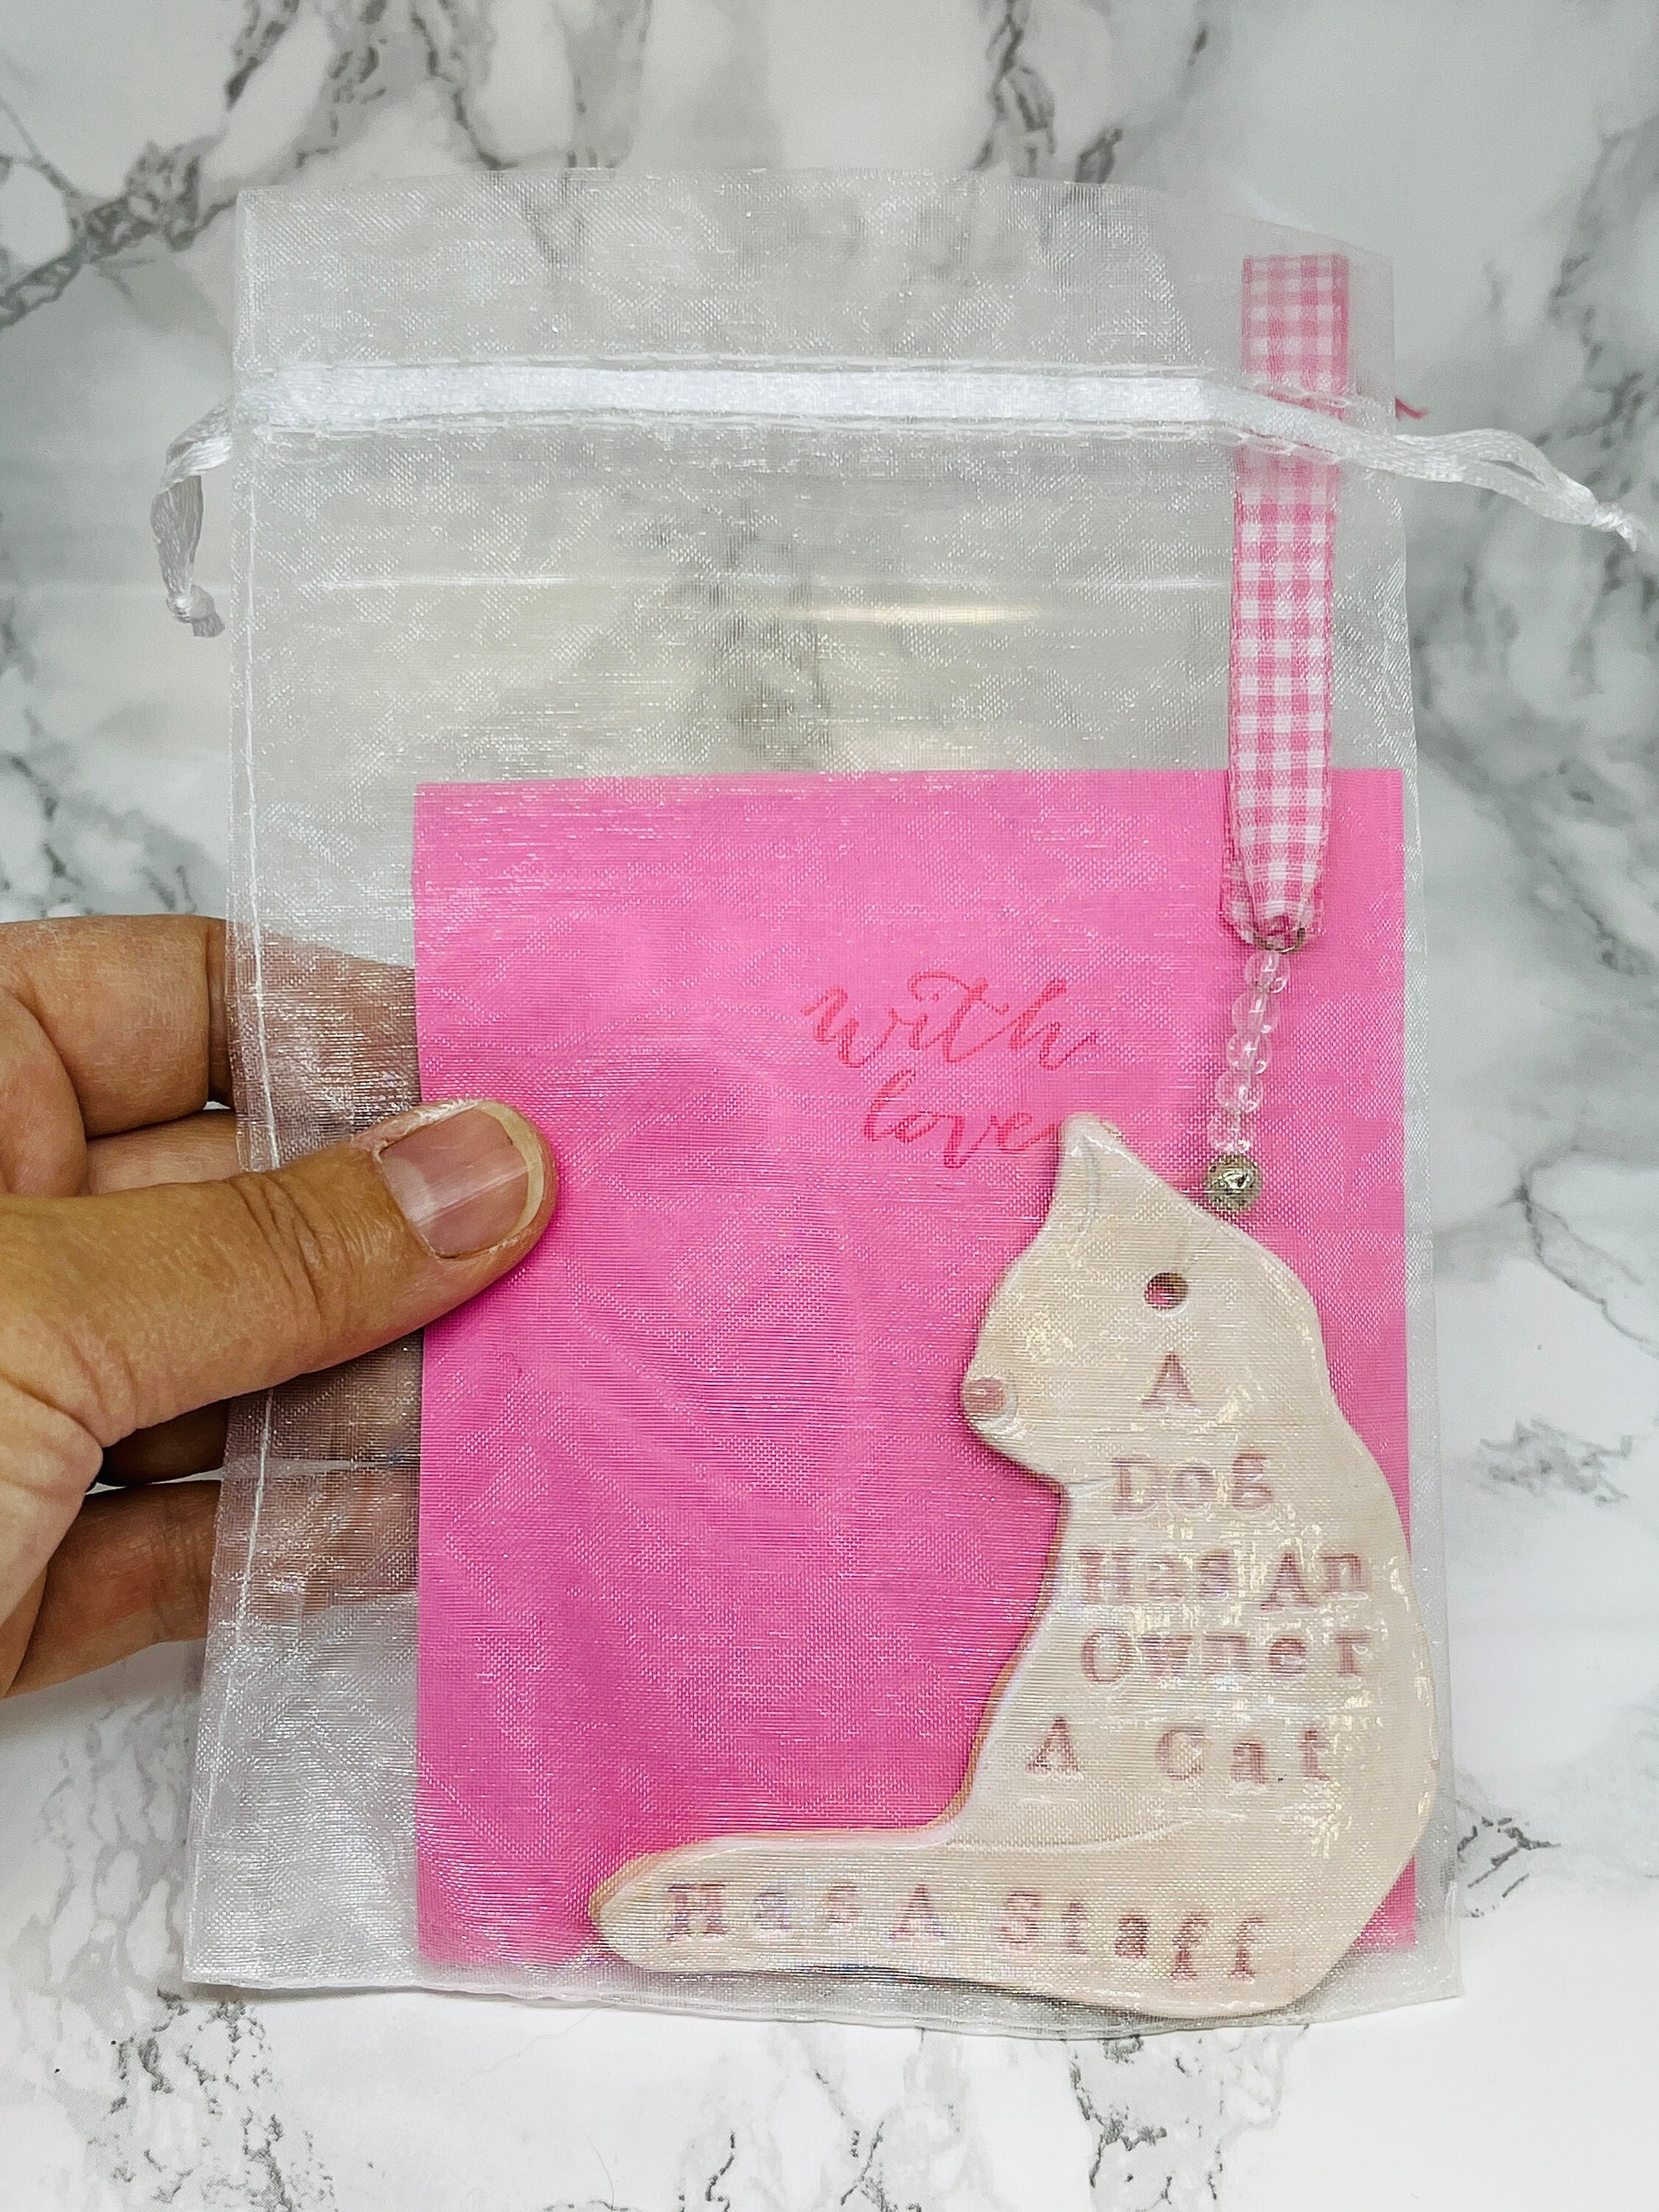 with
love
A
Dog
Has An
Owner
A Cat
Has A Staff